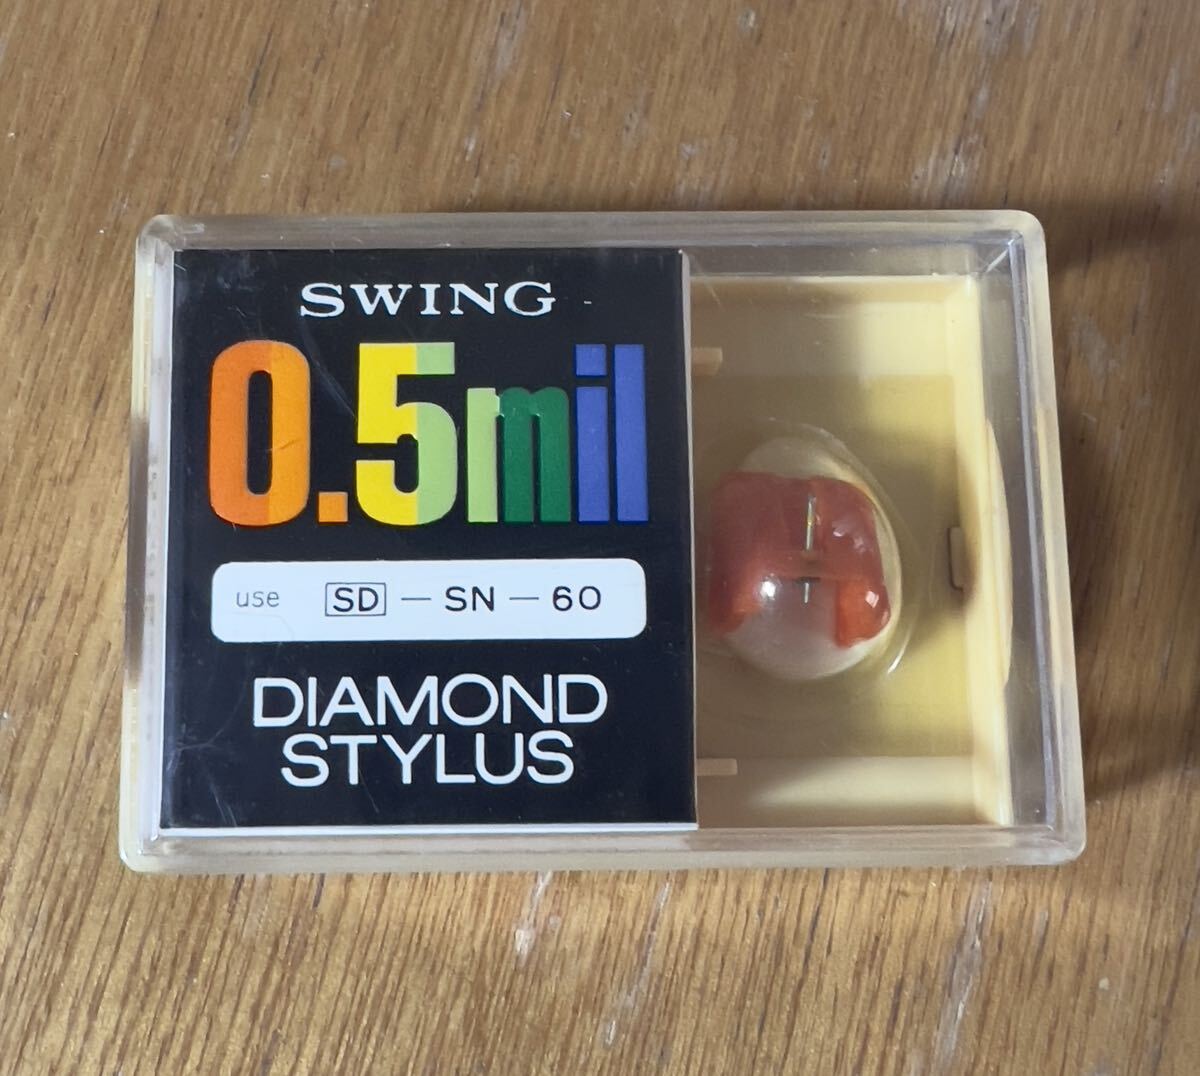 SWING
0.5mil
use SD - SN - 60
DIAMOND
STYLUS